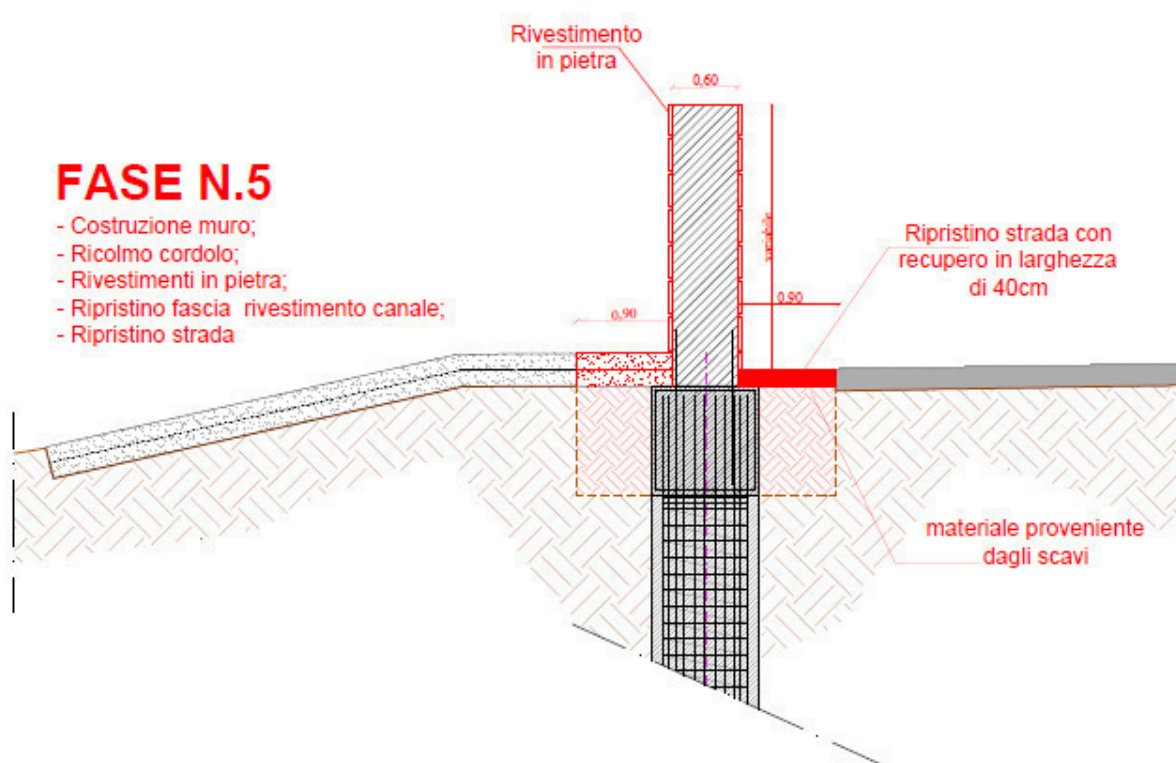 Rivestimento
in pietra
0,60
FASE N.5
- Costruzione muro;
- Ricolmo cordolo;
- Rivestimenti in pietra;
- Ripristino fascia rivestimento canale;
- Ripristino strada
variabile
Ripristino strada con
recupero in larghezza
di 40cm
0,90
0,90
materiale proveniente
dagli scavi